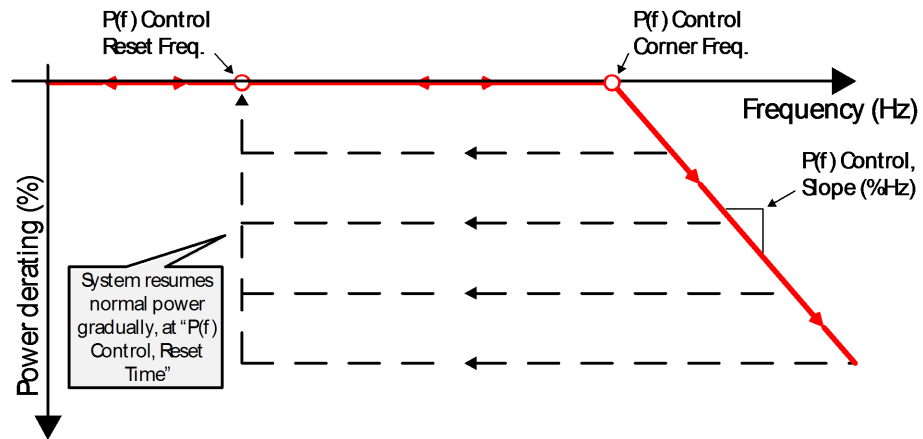 P(f) Control
Reset Freq.
P(f) Control
Corner Freq.
Frequency (Hz)
P(f) Control,
Slope (%Hz)
Power derating (%)
System resumes
normal power
gradually, at “P(f)
Control, Reset
Time”